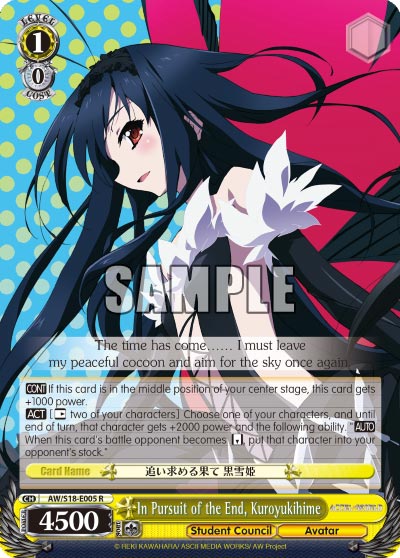 LEVEL
1
0
COST
SAMPLE
The time has come…… I must leave
my peaceful cocoon and aim for the sky once again.
CONT If this card is in the middle position of your center stage, this card gets
+1000 power.
ACT [ two of your characters] Choose one of your characters, and until
end of turn, that character gets +2000 power and the following ability. "AUTO
When this card's battle opponent becomes [ ], put that character into your
opponent's stock."
Card Name
追い求める果て 黒雪姫
CH AW/S18-E005 R
In Pursuit of the End, Kuroyukihime
POWER 4500
Student Council
Avatar
© REKI KAWAHARA/ ASCII MEDIA WORKS/ AW Project